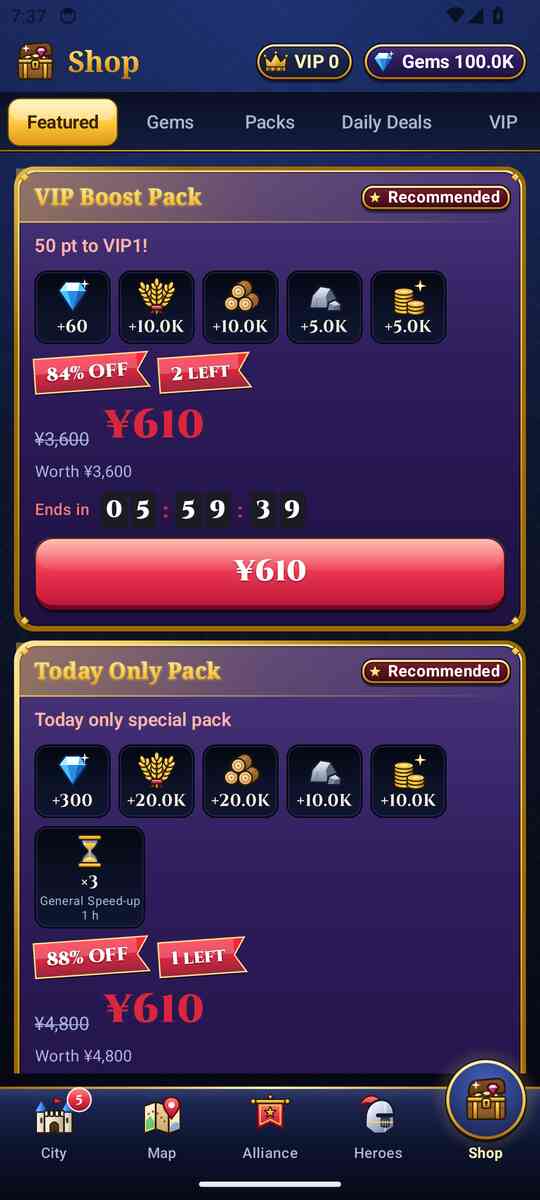 7:37
Shop
VIP 0
Gems 100.0K
Featured
Gems
Packs
Daily Deals
VIP
VIP Boost Pack
★ Recommended
50 pt to VIP1!
+60
+10.0K
+10.0K
+5.0K
+5.0K
84% OFF
2 LEFT
¥3,600
¥610
Worth ¥3,600
Ends in 05:59:39
¥610
Today Only Pack
★ Recommended
Today only special pack
+300
+20.0K
+20.0K
+10.0K
+10.0K
×3
General Speed-up
1 h
88% OFF
1 LEFT
¥4,800
¥610
Worth ¥4,800
5
City
Map
Alliance
Heroes
Shop